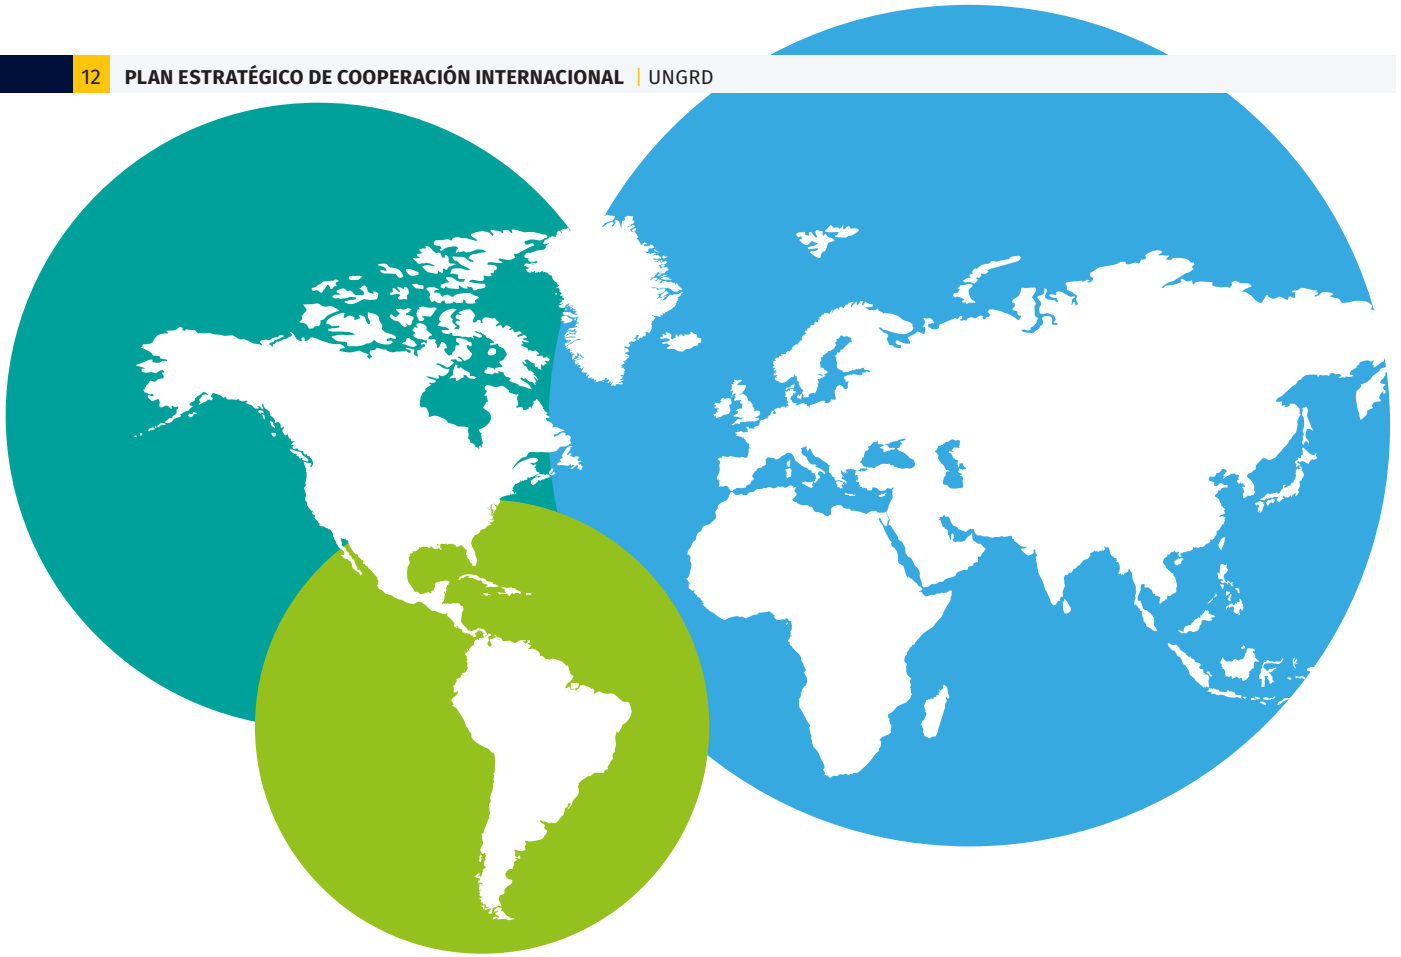 12 PLAN ESTRATÉGICO DE COOPERACIÓN INTERNACIONAL | UNGRD